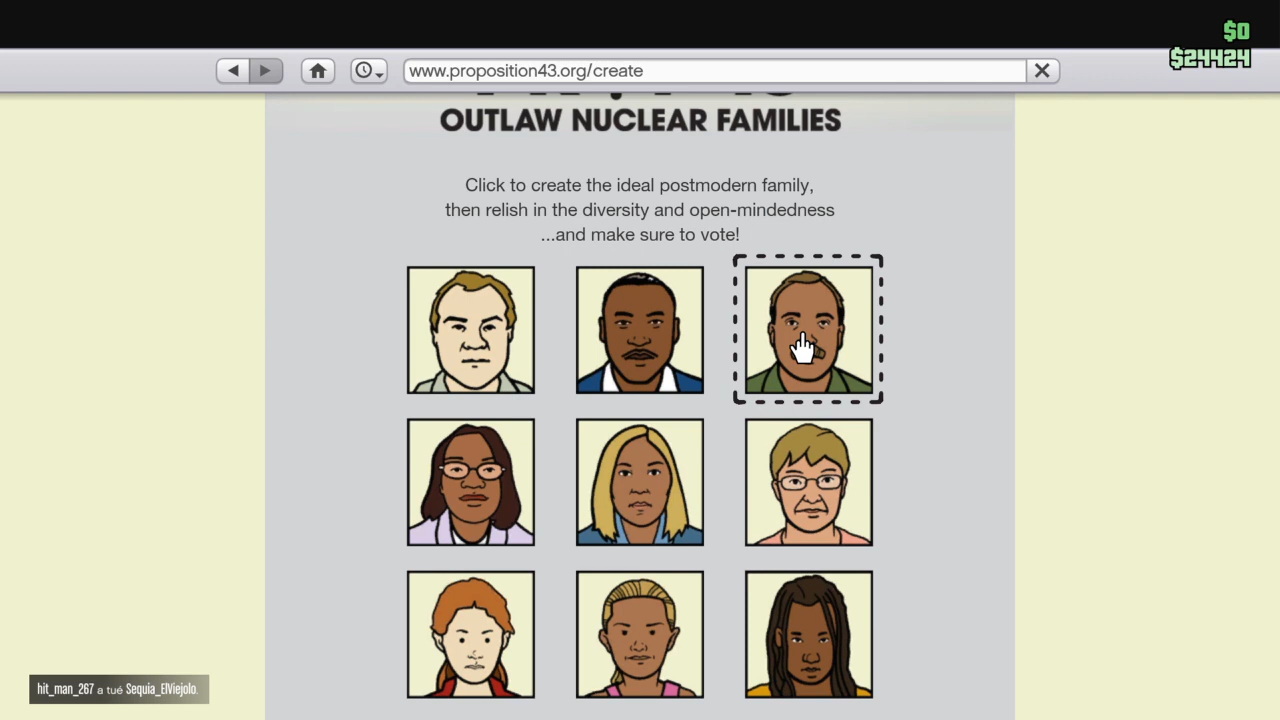 $0
$24424
www.proposition43.org/create
OUTLAW NUCLEAR FAMILIES
Click to create the ideal postmodern family,
then relish in the diversity and open-mindedness
...and make sure to vote!
hit_man_267 a tué Sequia_ElViejolo.